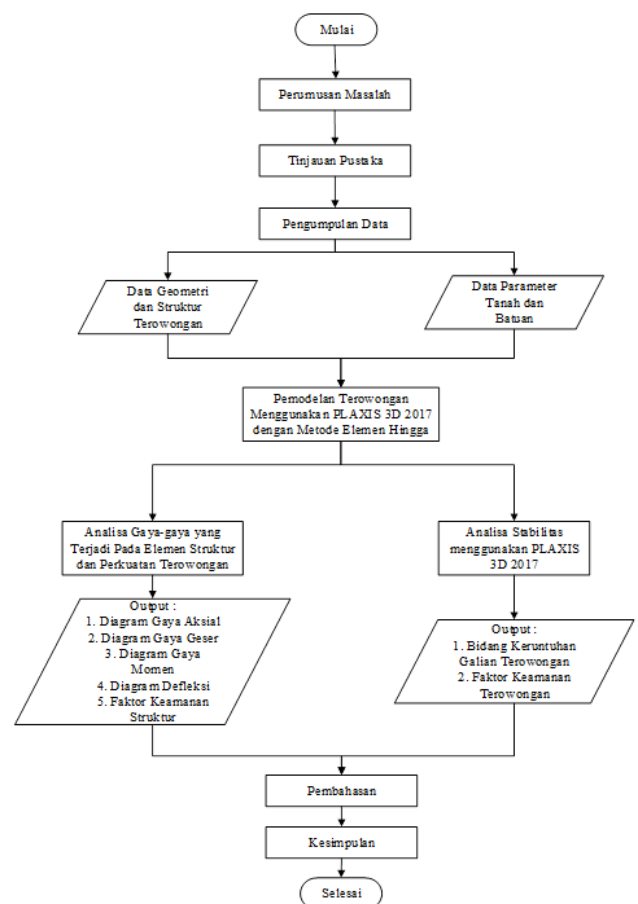 Mulai
Perumusan Masalah
Tinjauan Pustaka
Pengumpulan Data
Data Geometri
dan Struktur
Terowongan
Data Parameter
Tanah dan
Batuan
Pemodelan Terowongan
Menggunakan PLAXIS 3D 2017
dengan Metode Elemen Hingga
Analisa Gaya-gaya yang
Terjadi Pada Elemen Struktur
dan Perkuatan Terowongan
Analisa Stabilitas
menggunakan PLAXIS
3D 2017
Output :
1. Diagram Gaya Aksial
2. Diagram Gaya Geser
3. Diagram Gaya
Momen
4. Diagram Defleksi
5. Faktor Keamanan
Struktur
Output :
1. Bidang Keruntuhan
Galian Terowongan
2. Faktor Keamanan
Terowongan
Pembahasan
Kesimpulan
Selesai